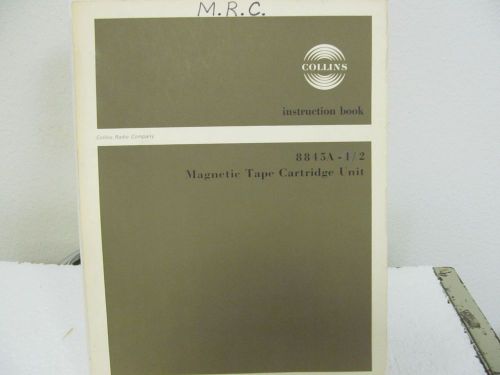 M.R.C.
COLLINS
instruction book
Collins Radio Company
8845A-1/2
Magnetic Tape Cartridge Unit